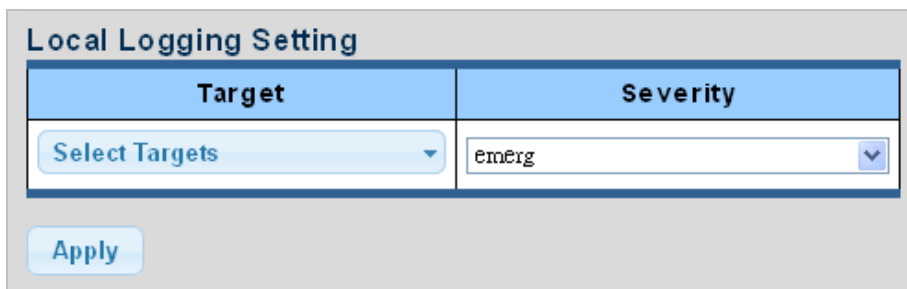 Local Logging Setting
Target Severity
Select Targets emerg
Apply